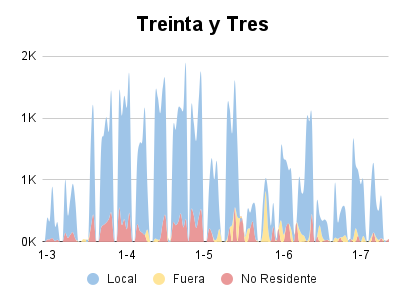 Treinta y Tres
2K
1K
1K
0K
1-3
1-4
1-5
1-6
1-7
Local
Fuera
No Residente